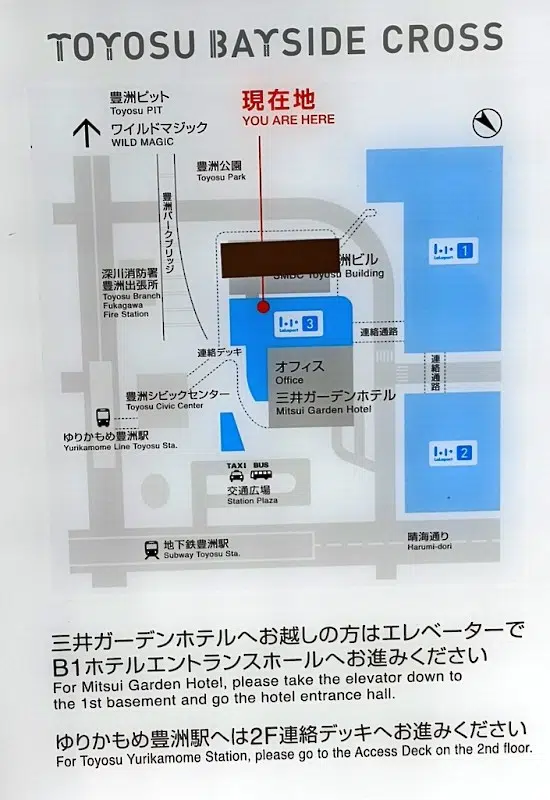 TOYOSU BAYSIDE CROSS
豊洲ピット
Toyosu PIT
ワイルドマジック
WILD MAGIC
現在地
YOU ARE HERE
豊洲公園
Toyosu Park
豊洲パークブリッジ
洲ビル
Toyosu Building
深川消防署
豊洲出張所
Toyosu Branch,
Fukagawa
Fire Station
Lalaport 1
Lalaport 3
連絡通路
連絡通路
連絡デッキ
オフィス
Office
三井ガーデンホテル
Mitsui Garden Hotel
豊洲シビックセンター
Toyosu Civic Center
ゆりかもめ豊洲駅
Yurikamome Line Toyosu Sta.
Lalaport 2
TAXI BUS
交通広場
Station Plaza
地下鉄豊洲駅
Subway Toyosu Sta.
晴海通り
Harumi-dori
三井ガーデンホテルへお越しの方はエレベーターで
B1ホテルエントランスホールへお進みください
For Mitsui Garden Hotel, please take the elevator down to
the 1st basement and go the hotel entrance hall.
ゆりかもめ豊洲駅へは2F連絡デッキへお進みください
For Toyosu Yurikamome Station, please go to the Access Deck on the 2nd floor.